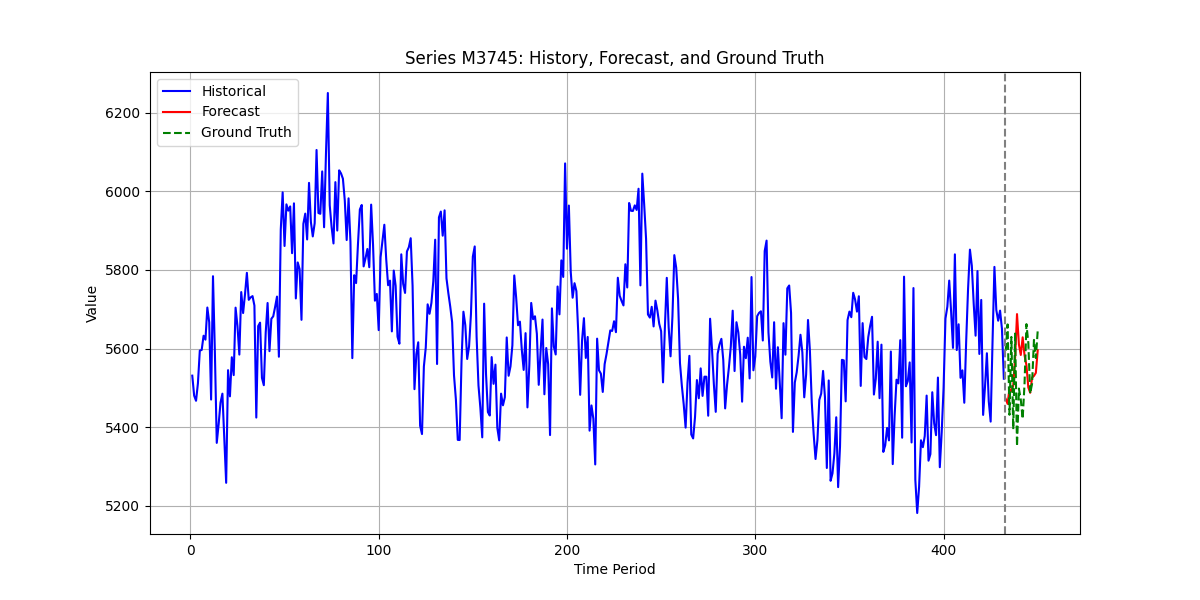 Series M3745: History, Forecast, and Ground Truth
Historical
Forecast
Ground Truth
6200
6000
5800
5600
5400
5200
Value
0 100 200 300 400
Time Period